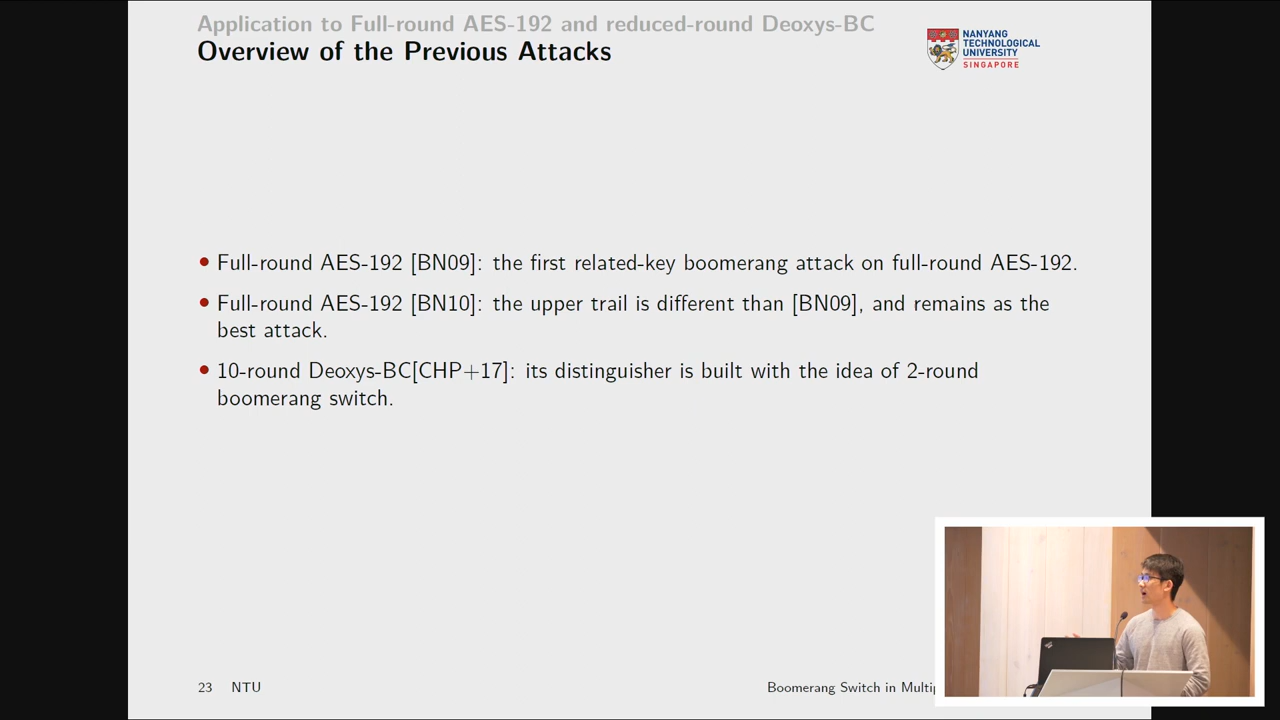 Application to Full-round AES-192 and reduced-round Deoxys-BC
Overview of the Previous Attacks
NANYANG
TECHNOLOGICAL
UNIVERSITY
SINGAPORE
• Full-round AES-192 [BN09]: the first related-key boomerang attack on full-round AES-192.
• Full-round AES-192 [BN10]: the upper trail is different than [BN09], and remains as the
best attack.
• 10-round Deoxys-BC[CHP+17]: its distinguisher is built with the idea of 2-round
boomerang switch.
23 NTU
Boomerang Switch in